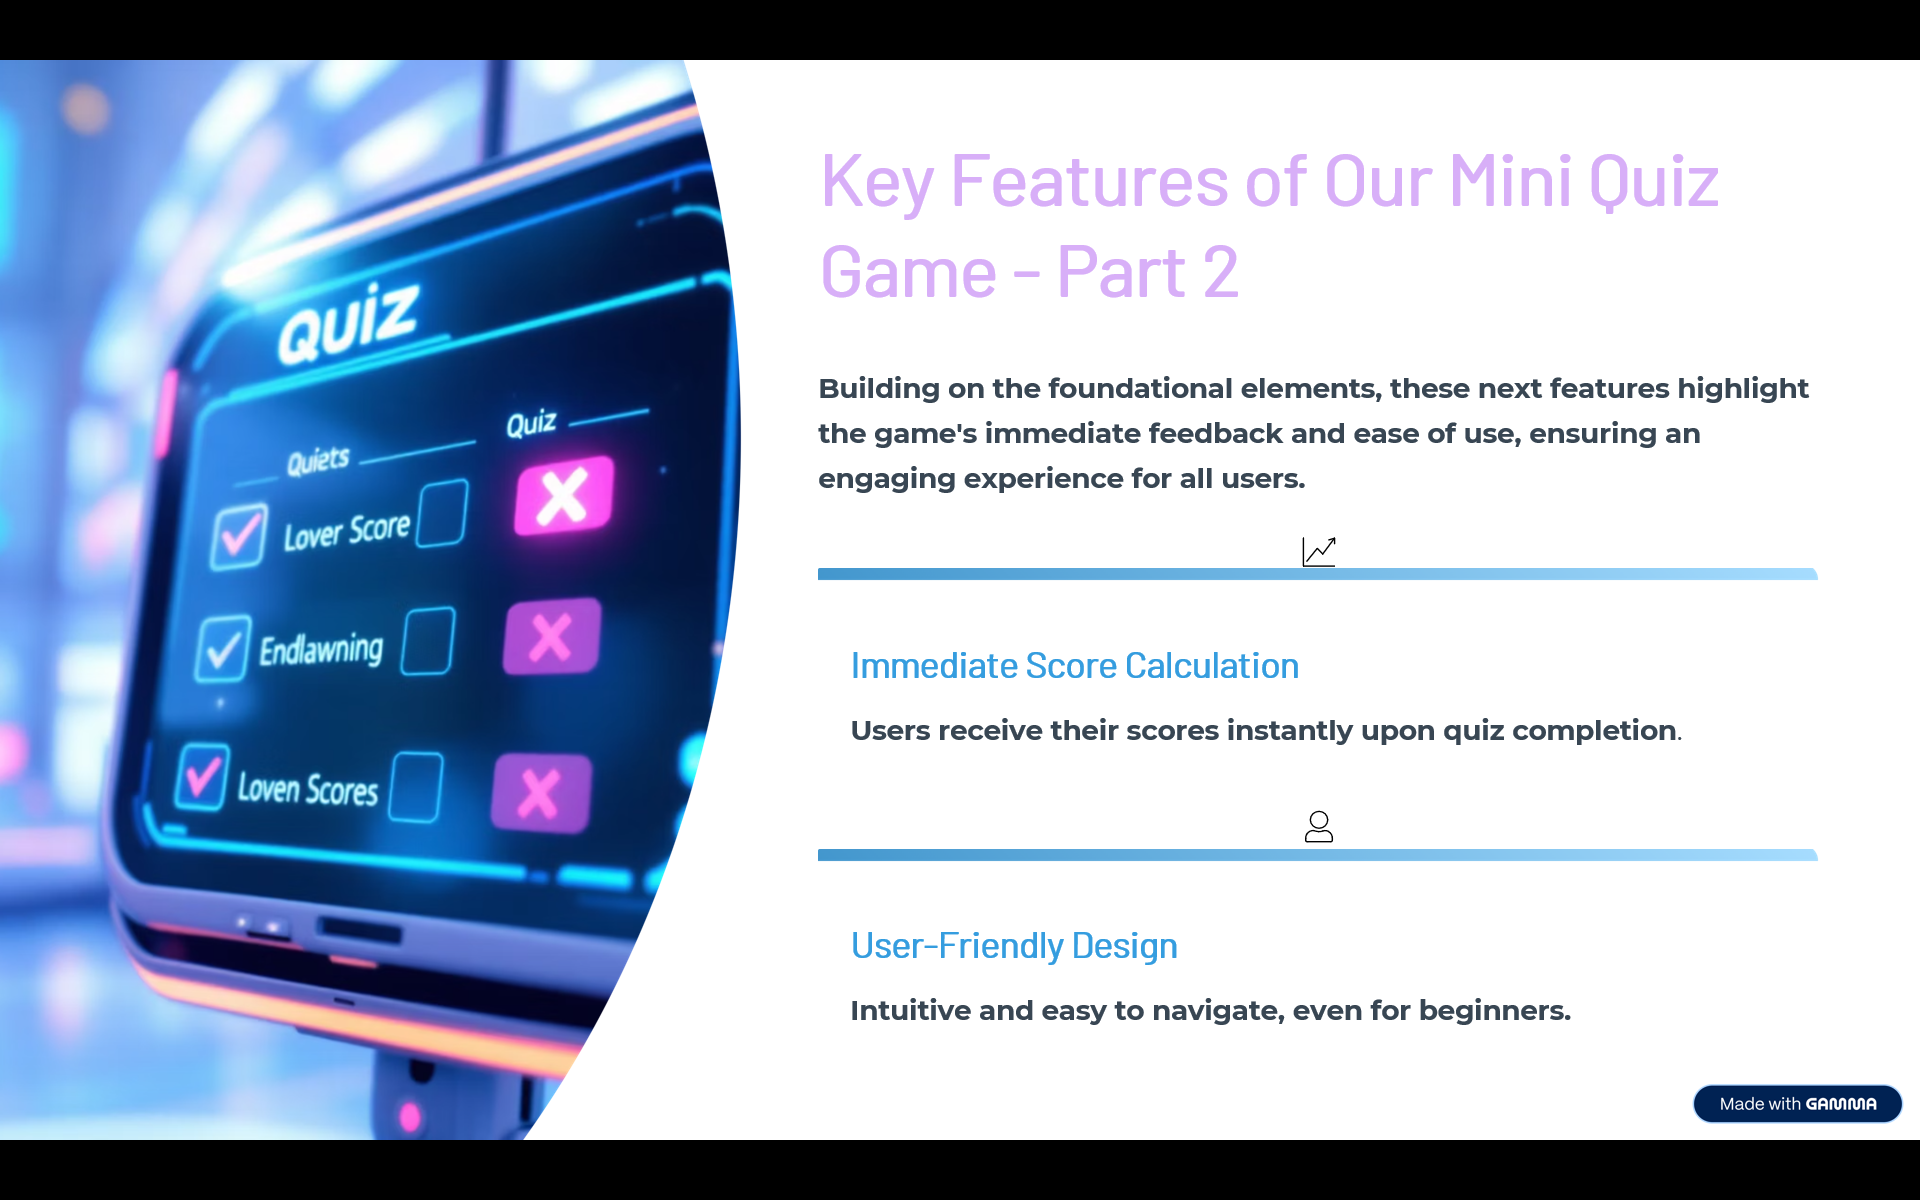 Quiz
Quiets
Quiz
Lover Score
Endlawning
Loven Scores
Key Features of Our Mini Quiz
Game - Part 2
Building on the foundational elements, these next features highlight
the game's immediate feedback and ease of use, ensuring an
engaging experience for all users.
Immediate Score Calculation
Users receive their scores instantly upon quiz completion.
User-Friendly Design
Intuitive and easy to navigate, even for beginners.
Made with GAMMA